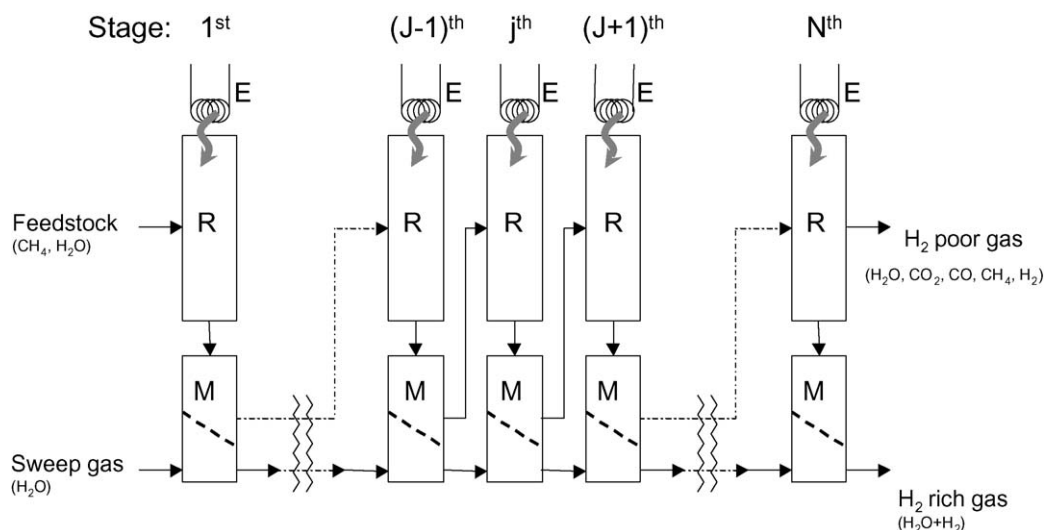 Stage: 1st (J-1)th jth (J+1)th Nth
E E E E E
R R R R R
Feedstock
(CH4, H2O)
H2 poor gas
(H2O, CO2, CO, CH4, H2)
M M M M M
Sweep gas
(H2O)
H2 rich gas
(H2O+H2)